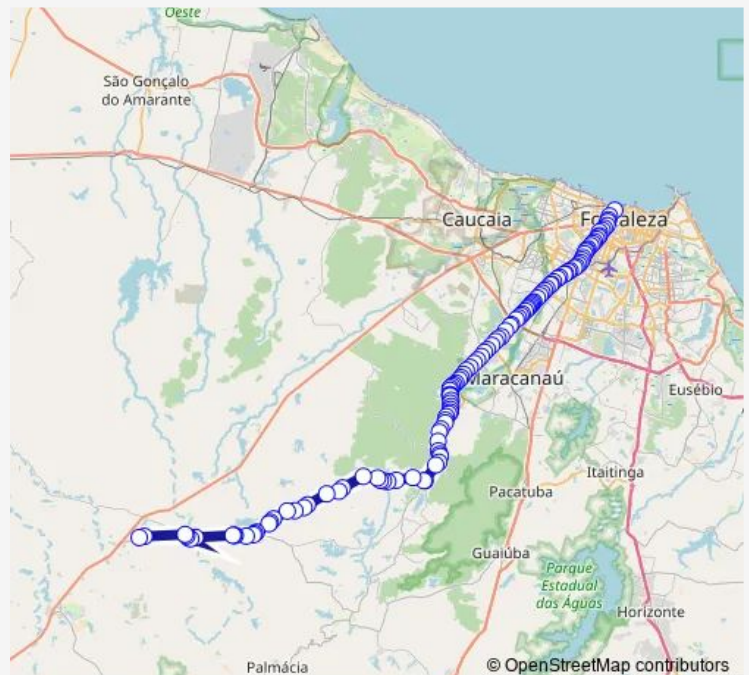 Oeste
São Gonçalo
do Amarante
Caucaia
Fortaleza
Maracanaú
Eusébio
Itaitinga
Pacatuba
Guaiúba
Parque
Estadual
das Águas
Horizonte
Palmácia
© OpenStreetMap contributors